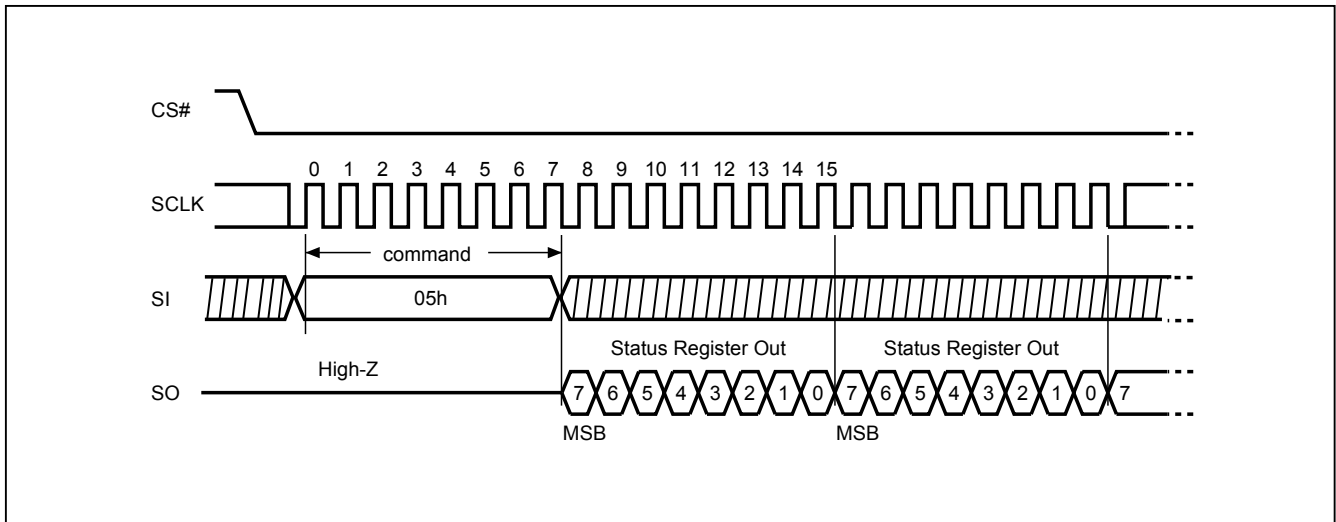 CS#
0 1 2 3 4 5 6 7 8 9 10 11 12 13 14 15
SCLK
command
SI
05h
Status Register Out Status Register Out
High-Z
SO
7 6 5 4 3 2 1 0 7 6 5 4 3 2 1 0 7
MSB MSB